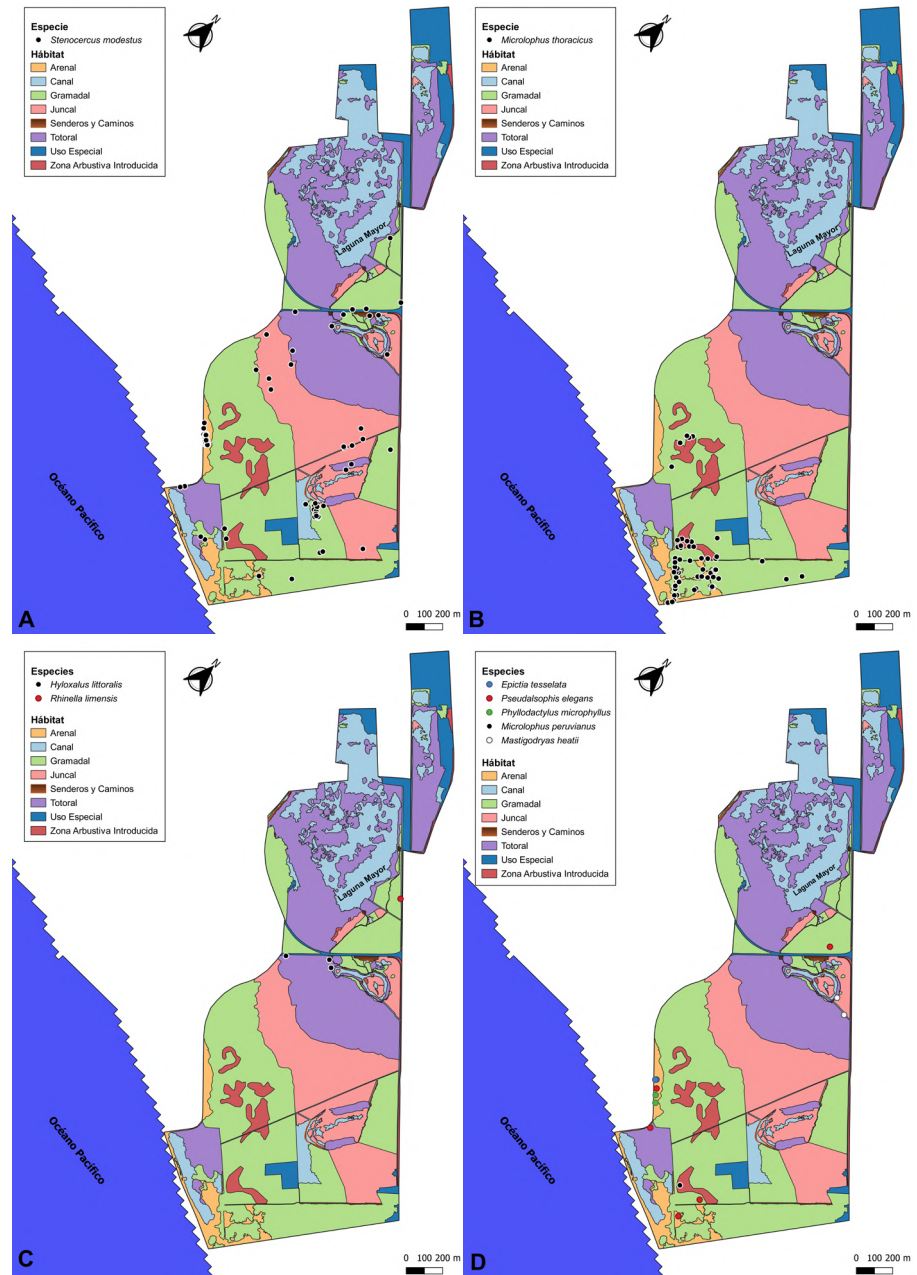 Especie
Stenocercus modestus
Hábitat
Arenal
Canal
Gramadal
Juncal
Senderos y Caminos
Totoral
Uso Especial
Zona Arbustiva Introducida
N
Laguna Mayor
Océano Pacífico
A
0 100 200 m
Especie
Microlophus thoracicus
Hábitat
Arenal
Canal
Gramadal
Juncal
Senderos y Caminos
Totoral
Uso Especial
Zona Arbustiva Introducida
N
Laguna Mayor
Océano Pacífico
B
0 100 200 m
Especies
Hyloxalus littoralis
Rhinella limensis
Hábitat
Arenal
Canal
Gramadal
Juncal
Senderos y Caminos
Totoral
Uso Especial
Zona Arbustiva Introducida
N
Laguna Mayor
Océano Pacífico
C
0 100 200 m
Especies
Epictia tesselata
Pseudalsophis elegans
Phyllodactylus microphyllus
Microlophus peruvianus
Mastigodryas heatii
Hábitat
Arenal
Canal
Gramadal
Juncal
Senderos y Caminos
Totoral
Uso Especial
Zona Arbustiva Introducida
N
Laguna Mayor
Océano Pacífico
D
0 100 200 m